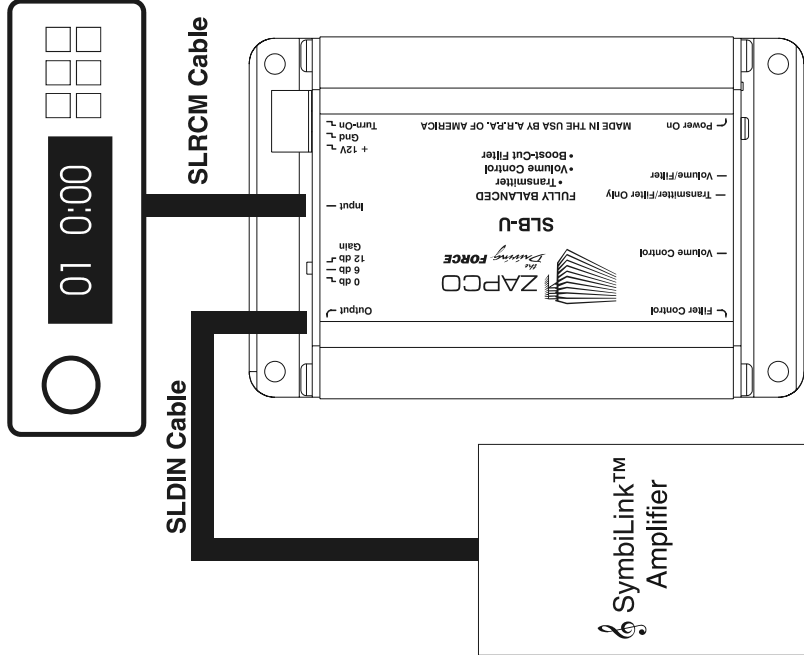 01 0:00
SLRCM Cable
SLDIN Cable
Power On
Volume/Filter
Transmitter/Filter Only
Volume Control
Filter Control
MADE IN THE USA BY A.R.P.A. OF AMERICA
• Boost-Cut Filter
• Volume Control
• Transmitter
FULLY BALANCED
SLB-U
the Driving FORCE
ZAPCO
Turn-On
Gnd
+ 12V
Input
Gain
12 db
6 db
0 db
Output
SymbiLink™
Amplifier